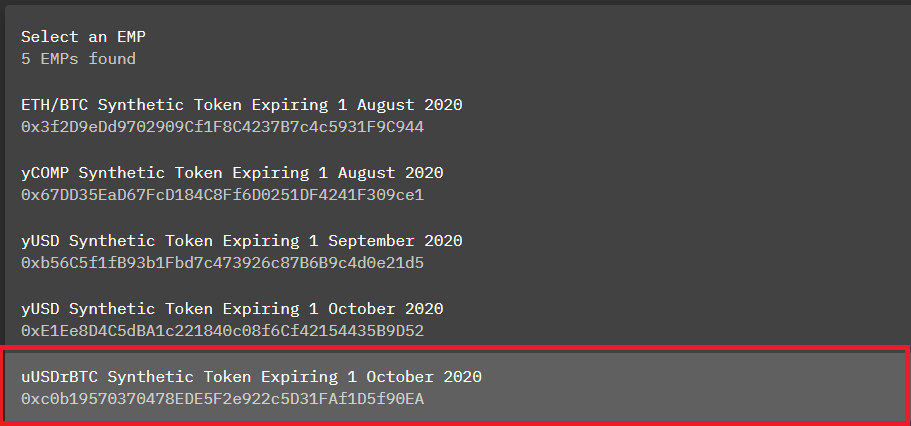 Select an EMP
5 EMPs found
ETH/BTC Synthetic Token Expiring 1 August 2020
0x3f2D9eDd9702909Cf1F8C4237B7c4c5931F9C944
yCOMP Synthetic Token Expiring 1 August 2020
0x67DD35EaD67FcD184C8Ff6D0251DF4241F309ce1
yUSD Synthetic Token Expiring 1 September 2020
0xb56C5f1fB93b1Fbd7c473926c87B6B9c4d0e21d5
yUSD Synthetic Token Expiring 1 October 2020
0xE1Ee8D4C5dBA1c221840c08f6Cf42154435B9D52
uUSDrBTC Synthetic Token Expiring 1 October 2020
0xc0b19570370478EDE5F2e922c5D31FAf1D5f90EA